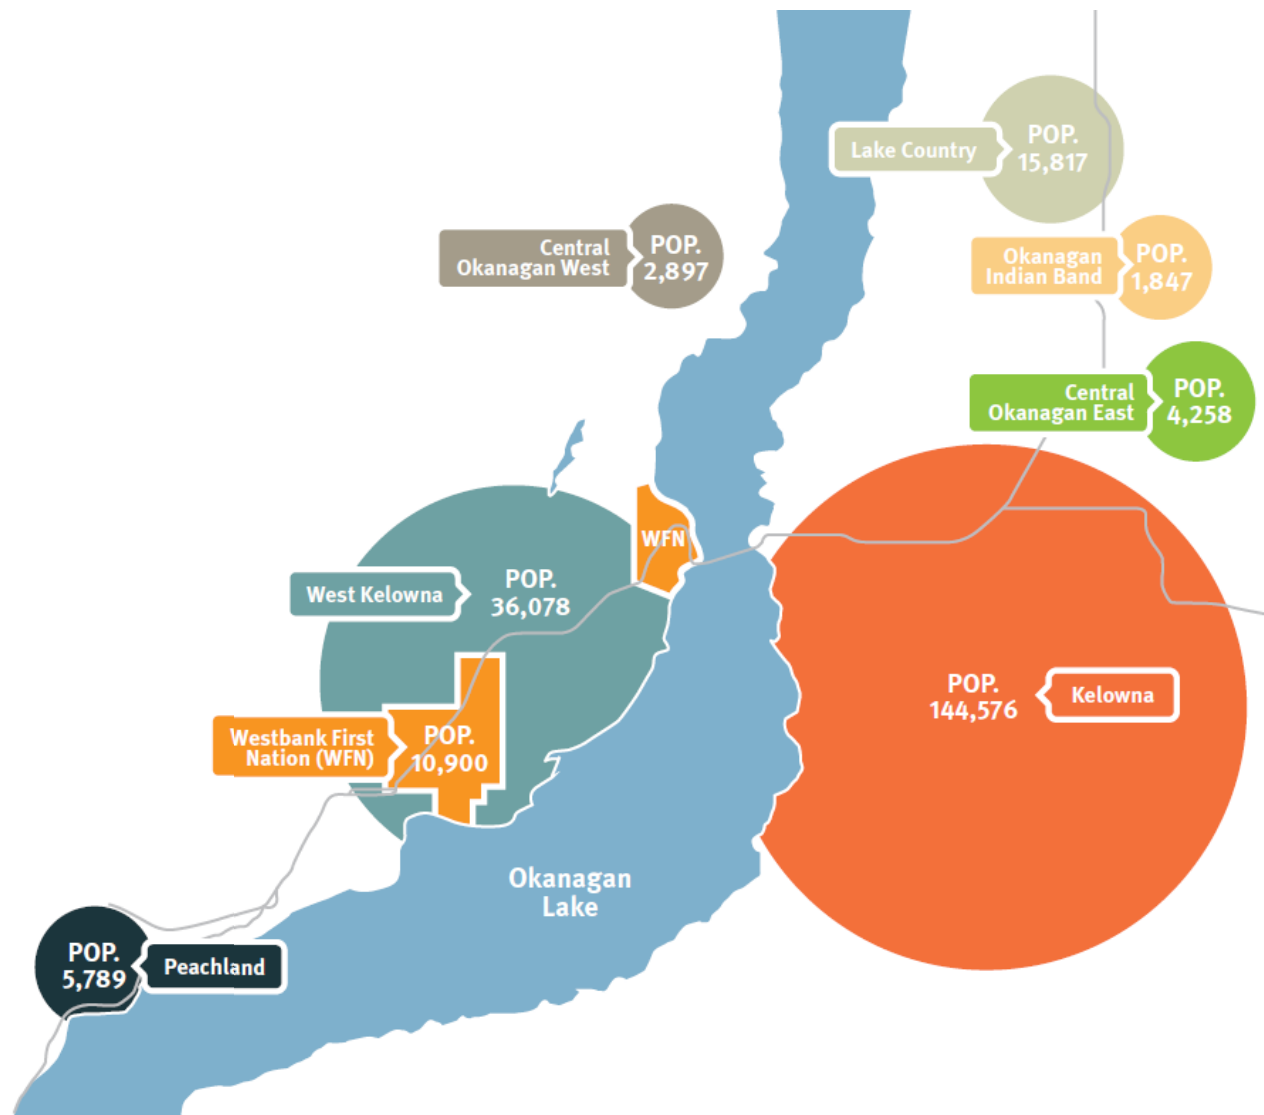 Lake Country
POP.
15,817
Central
Okanagan West
POP.
2,897
Okanagan
Indian Band
POP.
1,847
Central
Okanagan East
POP.
4,258
WFN
West Kelowna
POP.
36,078
POP.
144,576
Kelowna
Westbank First
Nation (WFN)
POP.
10,900
Okanagan
Lake
POP.
5,789
Peachland